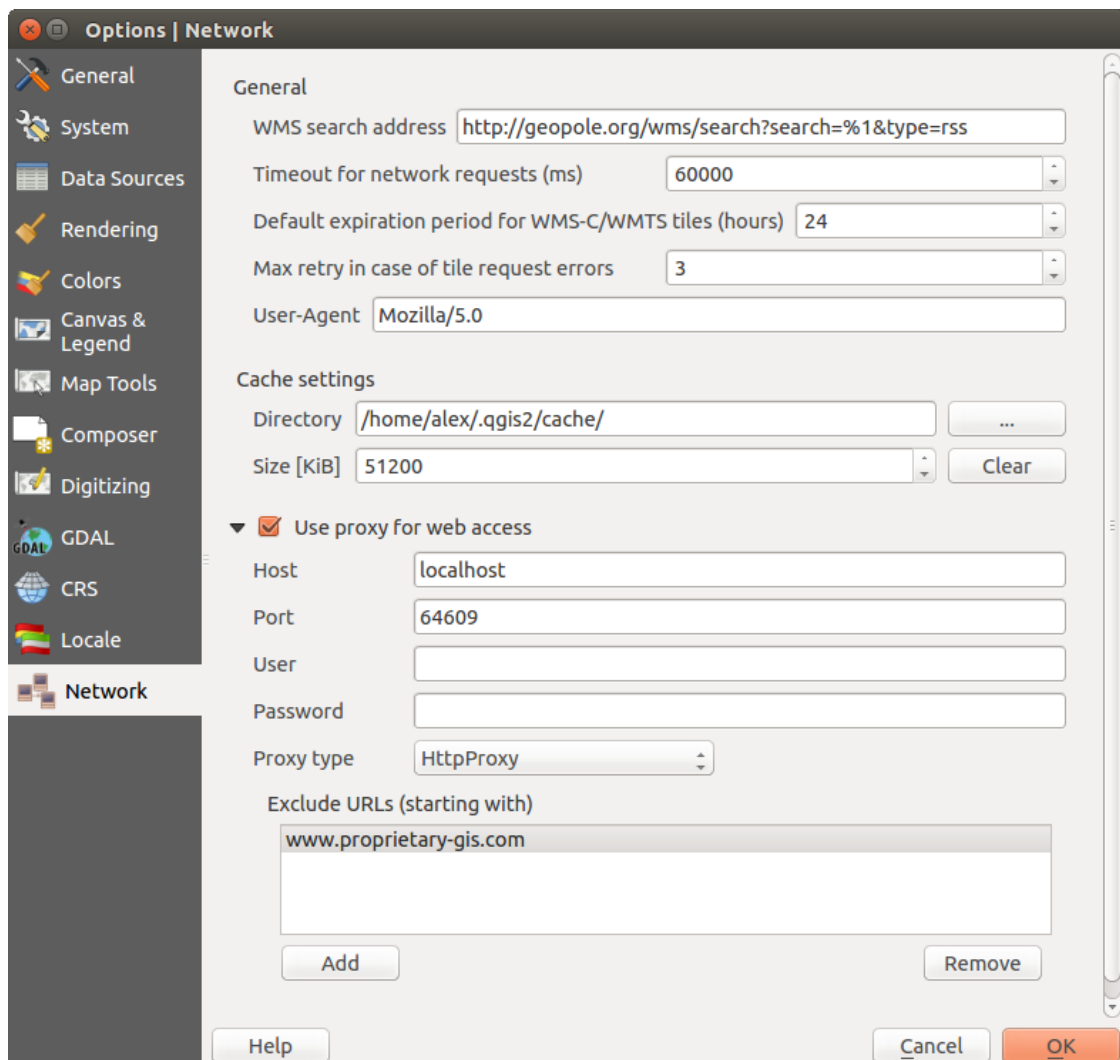 Options | Network
General
System
Data Sources
Rendering
Colors
Canvas &
Legend
Map Tools
Composer
Digitizing
GDAL
GDAL
CRS
Locale
Network
General
WMS search address http://geopole.org/wms/search?search=%1&type=rss
Timeout for network requests (ms) 60000
Default expiration period for WMS-C/WMTS tiles (hours) 24
Max retry in case of tile request errors 3
User-Agent Mozilla/5.0
Cache settings
Directory /home/alex/.qgis2/cache/ ...
Size [KiB] 51200 Clear
Use proxy for web access
Host localhost
Port 64609
User
Password
Proxy type HttpProxy
Exclude URLs (starting with)
www.proprietary-gis.com
Add Remove
Help Cancel OK